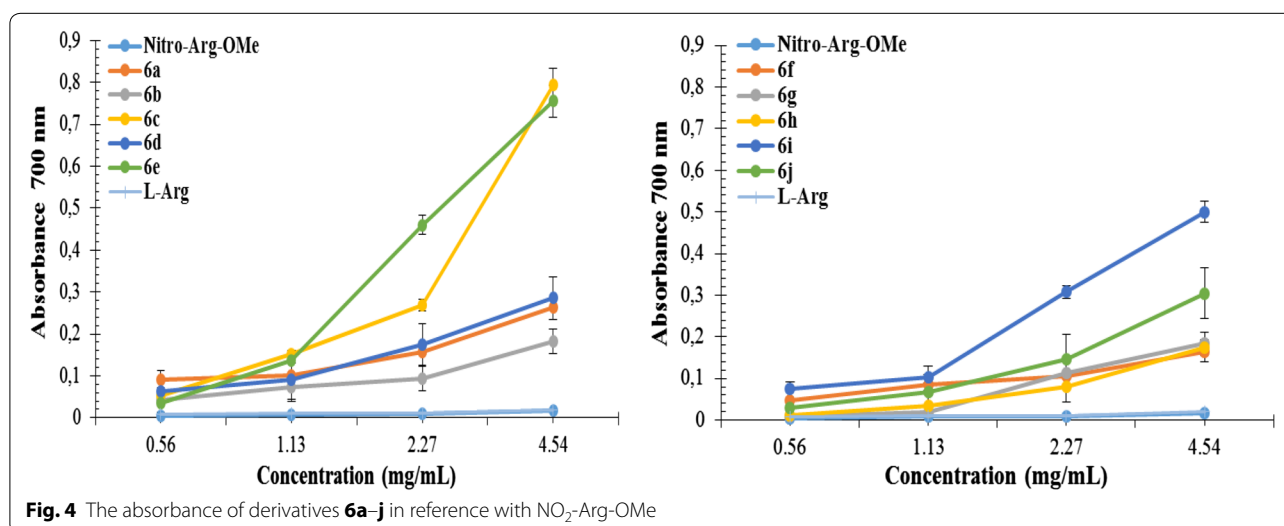 0,9
0,8
0,7
0,6
0,5
0,4
0,3
0,2
0,1
0
Absorbance 700 nm
Nitro-Arg-OMe
6a
6b
6c
6d
6e
L-Arg
0.56 1.13 2.27 4.54
Concentration (mg/mL)
0,9
0,8
0,7
0,6
0,5
0,4
0,3
0,2
0,1
0
Absorbance 700 nm
Nitro-Arg-OMe
6f
6g
6h
6i
6j
L-Arg
0.56 1.13 2.27 4.54
Concentration (mg/mL)
Fig. 4 The absorbance of derivatives 6a–j in reference with NO₂-Arg-OMe